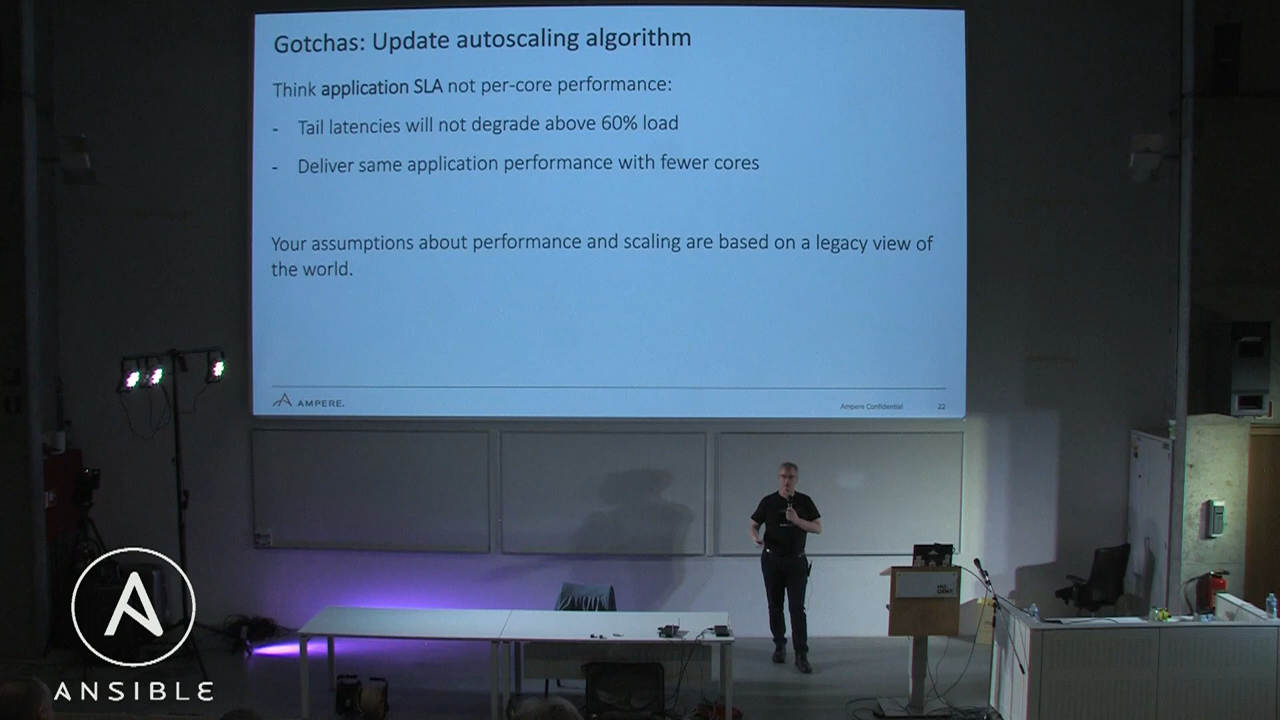 Gotchas: Update autoscaling algorithm
Think application SLA not per-core performance:
- Tail latencies will not degrade above 60% load
- Deliver same application performance with fewer cores
Your assumptions about performance and scaling are based on a legacy view of
the world.
AMPERE.
Ampere Confidential
22
HO
GENT
ANSIBLE